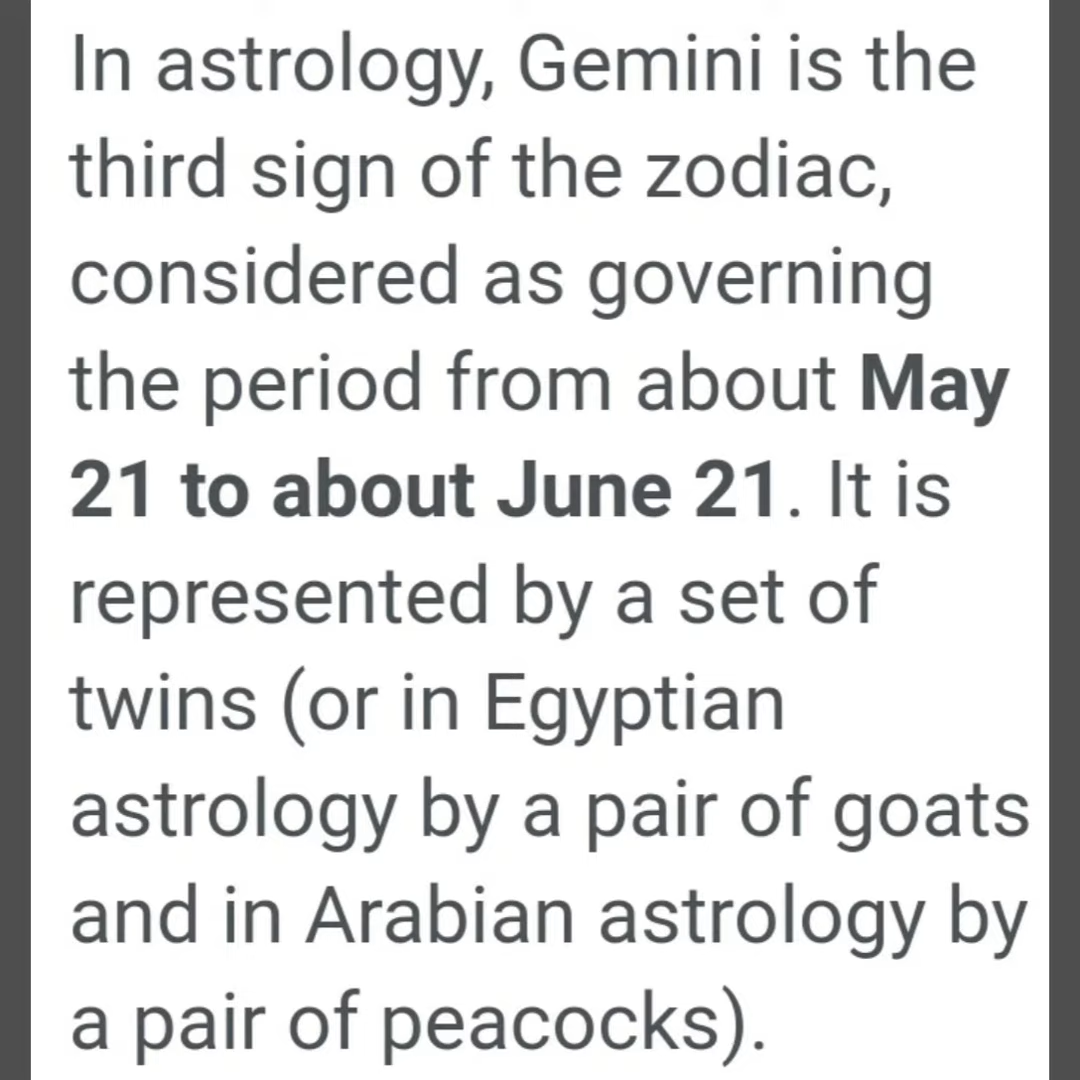 In astrology, Gemini is the
third sign of the zodiac,
considered as governing
the period from about May
21 to about June 21. It is
represented by a set of
twins (or in Egyptian
astrology by a pair of goats
and in Arabian astrology by
a pair of peacocks).